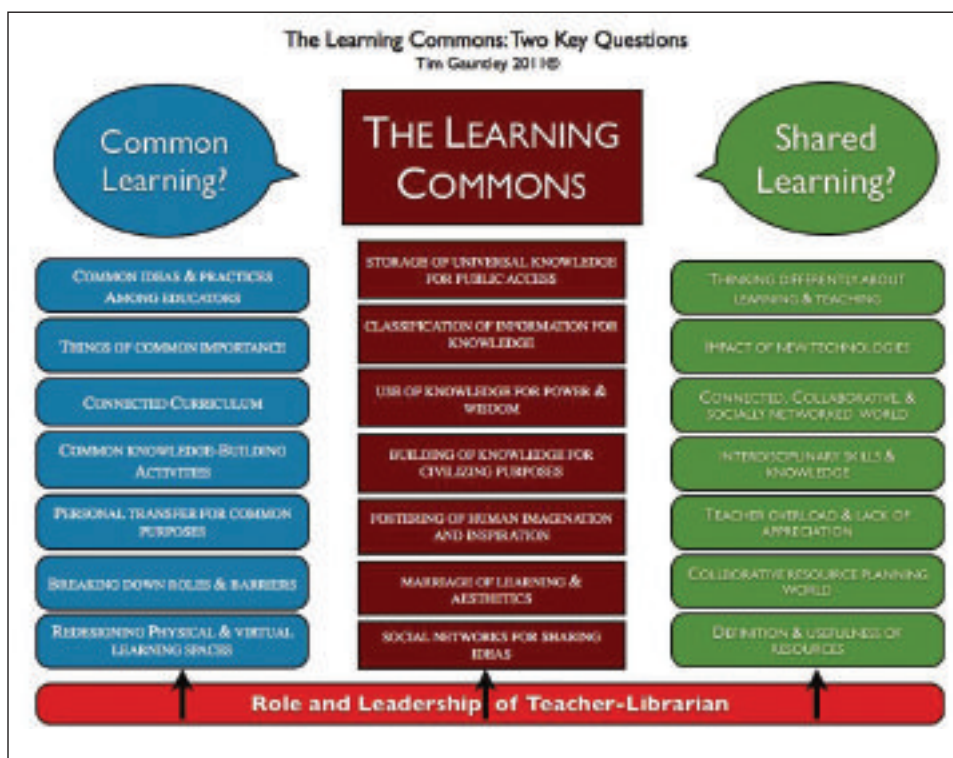 The Learning Commons: Two Key Questions
Tim Gauntley 2011©
Common
Learning?
THE LEARNING
COMMONS
Shared
Learning?
COMMON IDEAS & PRACTICES
AMONG EDUCATORS
THINGS OF COMMON IMPORTANCE
CONNECTED CURRICULUM
COMMON KNOWLEDGE-BUILDING
ACTIVITIES
PERSONAL TRANSFER FOR COMMON
PURPOSES
BREAKING DOWN ROLES & BARRIERS
REDESIGNING PHYSICAL & VIRTUAL
LEARNING SPACES
STORAGE OF UNIVERSAL KNOWLEDGE
FOR PUBLIC ACCESS
CLASSIFICATION OF INFORMATION FOR
KNOWLEDGE
USE OF KNOWLEDGE FOR POWER &
WISDOM
BUILDING OF KNOWLEDGE FOR
CIVILIZING PURPOSES
FOSTERING OF HUMAN IMAGINATION
AND INSPIRATION
MARRIAGE OF LEARNING &
AESTHETICS
SOCIAL NETWORKS FOR SHARING
IDEAS
THINKING DIFFERENTLY ABOUT
LEARNING & TEACHING
IMPACT OF NEW TECHNOLOGIES
CONNECTED, COLLABORATIVE, &
SOCIALLY NETWORKED WORLD
INTERDISCIPLINARY SKILLS &
KNOWLEDGE
TEACHER OVERLOAD & LACK OF
APPRECIATION
COLLABORATIVE RESOURCE PLANNING
WORLD
DEFINITION & USEFULNESS OF
RESOURCES
Role and Leadership of Teacher-Librarian